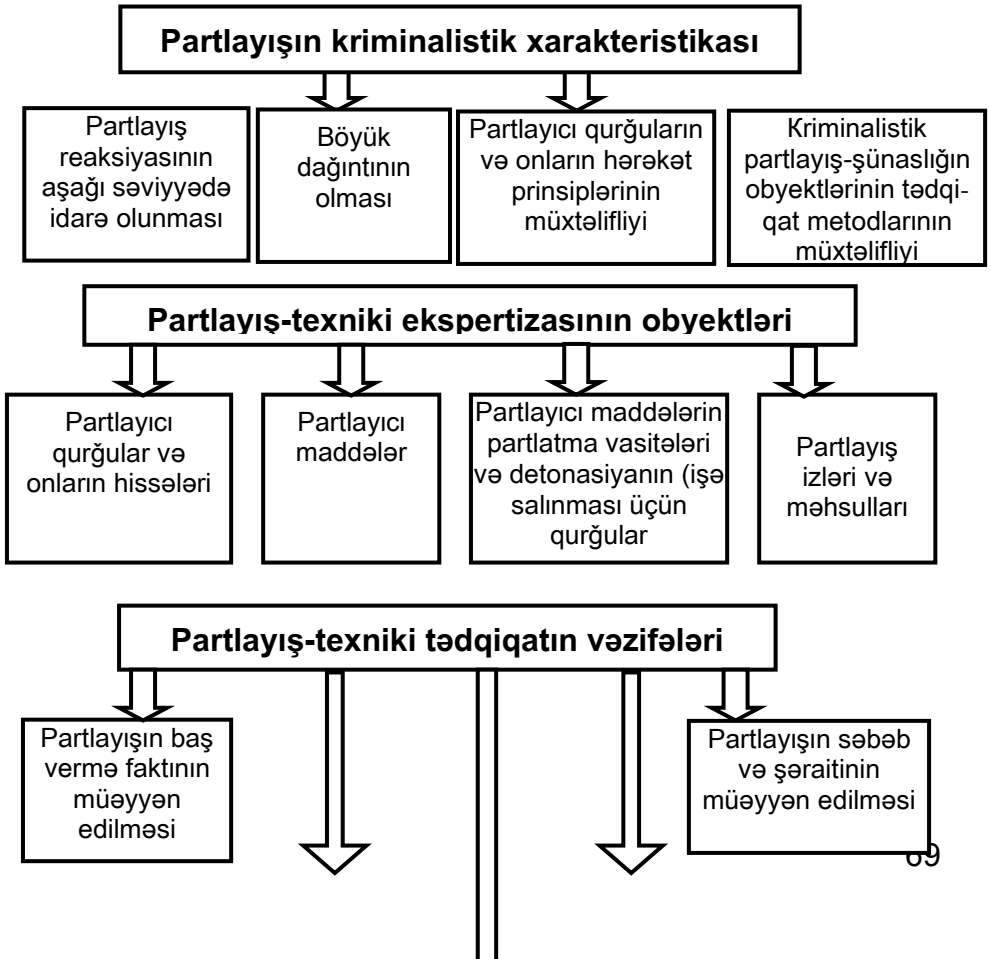 Partlayışın kriminalistik xarakteristikası
Partlayış
reaksiyasının
aşağı səviyyədə
idarə olunması
Böyük
dağıntının
olması
Partlayıcı qurğuların
və onların hərəkət
prinsiplərinin
müxtəlifliyi
Kriminalistik
partlayış-şünaslığın
obyektlərinin tədqi-
qat metodlarının
müxtəlifliyi
Partlayış-texniki ekspertizasının obyektləri
Partlayıcı
qurğular və
onların hissələri
Partlayıcı
maddələr
Partlayıcı maddələrin
partlatma vasitələri
və detonasiyanın (işə
salınması üçün
qurğular
Partlayış
izləri və
məhsulları
Partlayış-texniki tədqiqatın vəzifələri
Partlayışın baş
vermə faktının
müəyyən
edilməsi
Partlayışın səbəb
və şəraitinin
müəyyən edilməsi
69